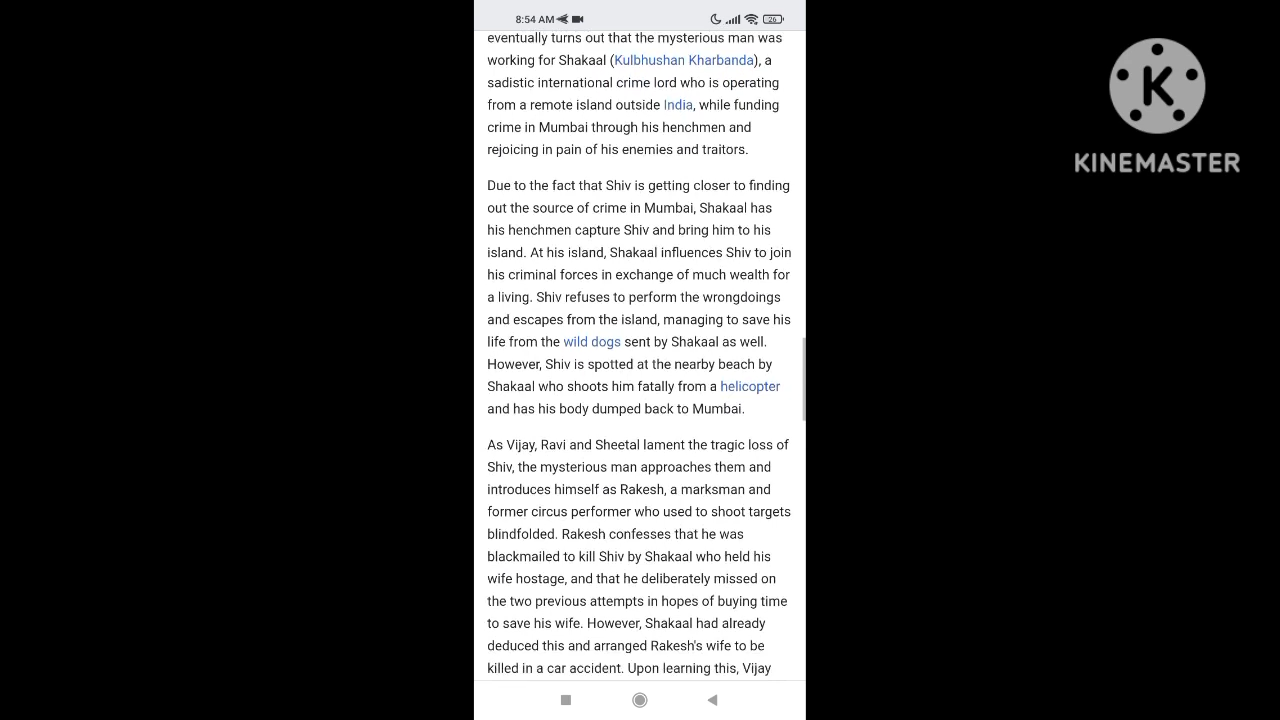 8:54 AM
26
eventually turns out that the mysterious man was
working for Shakaal (Kulbhushan Kharbanda), a
sadistic international crime lord who is operating
from a remote island outside India, while funding
crime in Mumbai through his henchmen and
rejoicing in pain of his enemies and traitors.
Due to the fact that Shiv is getting closer to finding
out the source of crime in Mumbai, Shakaal has
his henchmen capture Shiv and bring him to his
island. At his island, Shakaal influences Shiv to join
his criminal forces in exchange of much wealth for
a living. Shiv refuses to perform the wrongdoings
and escapes from the island, managing to save his
life from the wild dogs sent by Shakaal as well.
However, Shiv is spotted at the nearby beach by
Shakaal who shoots him fatally from a helicopter
and has his body dumped back to Mumbai.
As Vijay, Ravi and Sheetal lament the tragic loss of
Shiv, the mysterious man approaches them and
introduces himself as Rakesh, a marksman and
former circus performer who used to shoot targets
blindfolded. Rakesh confesses that he was
blackmailed to kill Shiv by Shakaal who held his
wife hostage, and that he deliberately missed on
the two previous attempts in hopes of buying time
to save his wife. However, Shakaal had already
deduced this and arranged Rakesh's wife to be
killed in a car accident. Upon learning this, Vijay
K
KINEMASTER